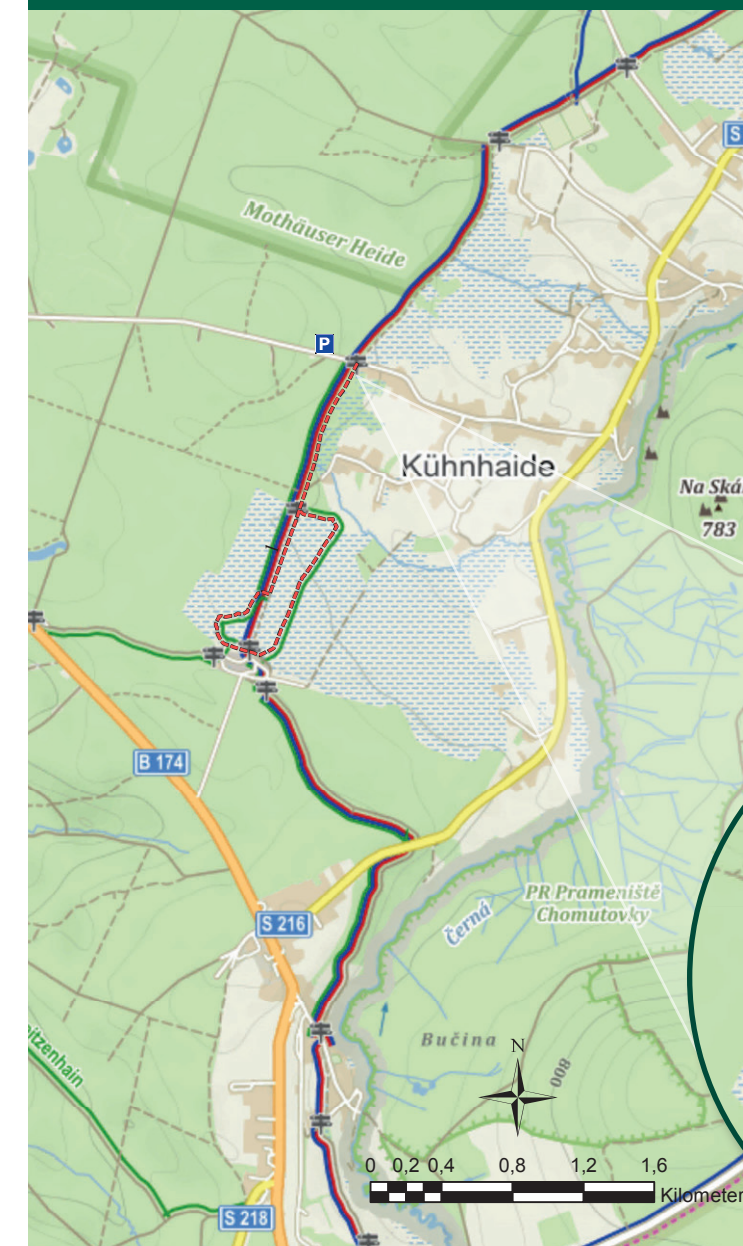 S
Mothäuser Heide
P
Kühnhaide
Na Ská
783
B 174
PR Prameniště
Chomutovky
S 216
Černá
Bučina
N
800
itzenhain
0 0,2 0,4 0,8 1,2 1,6
Kilometer
S 218